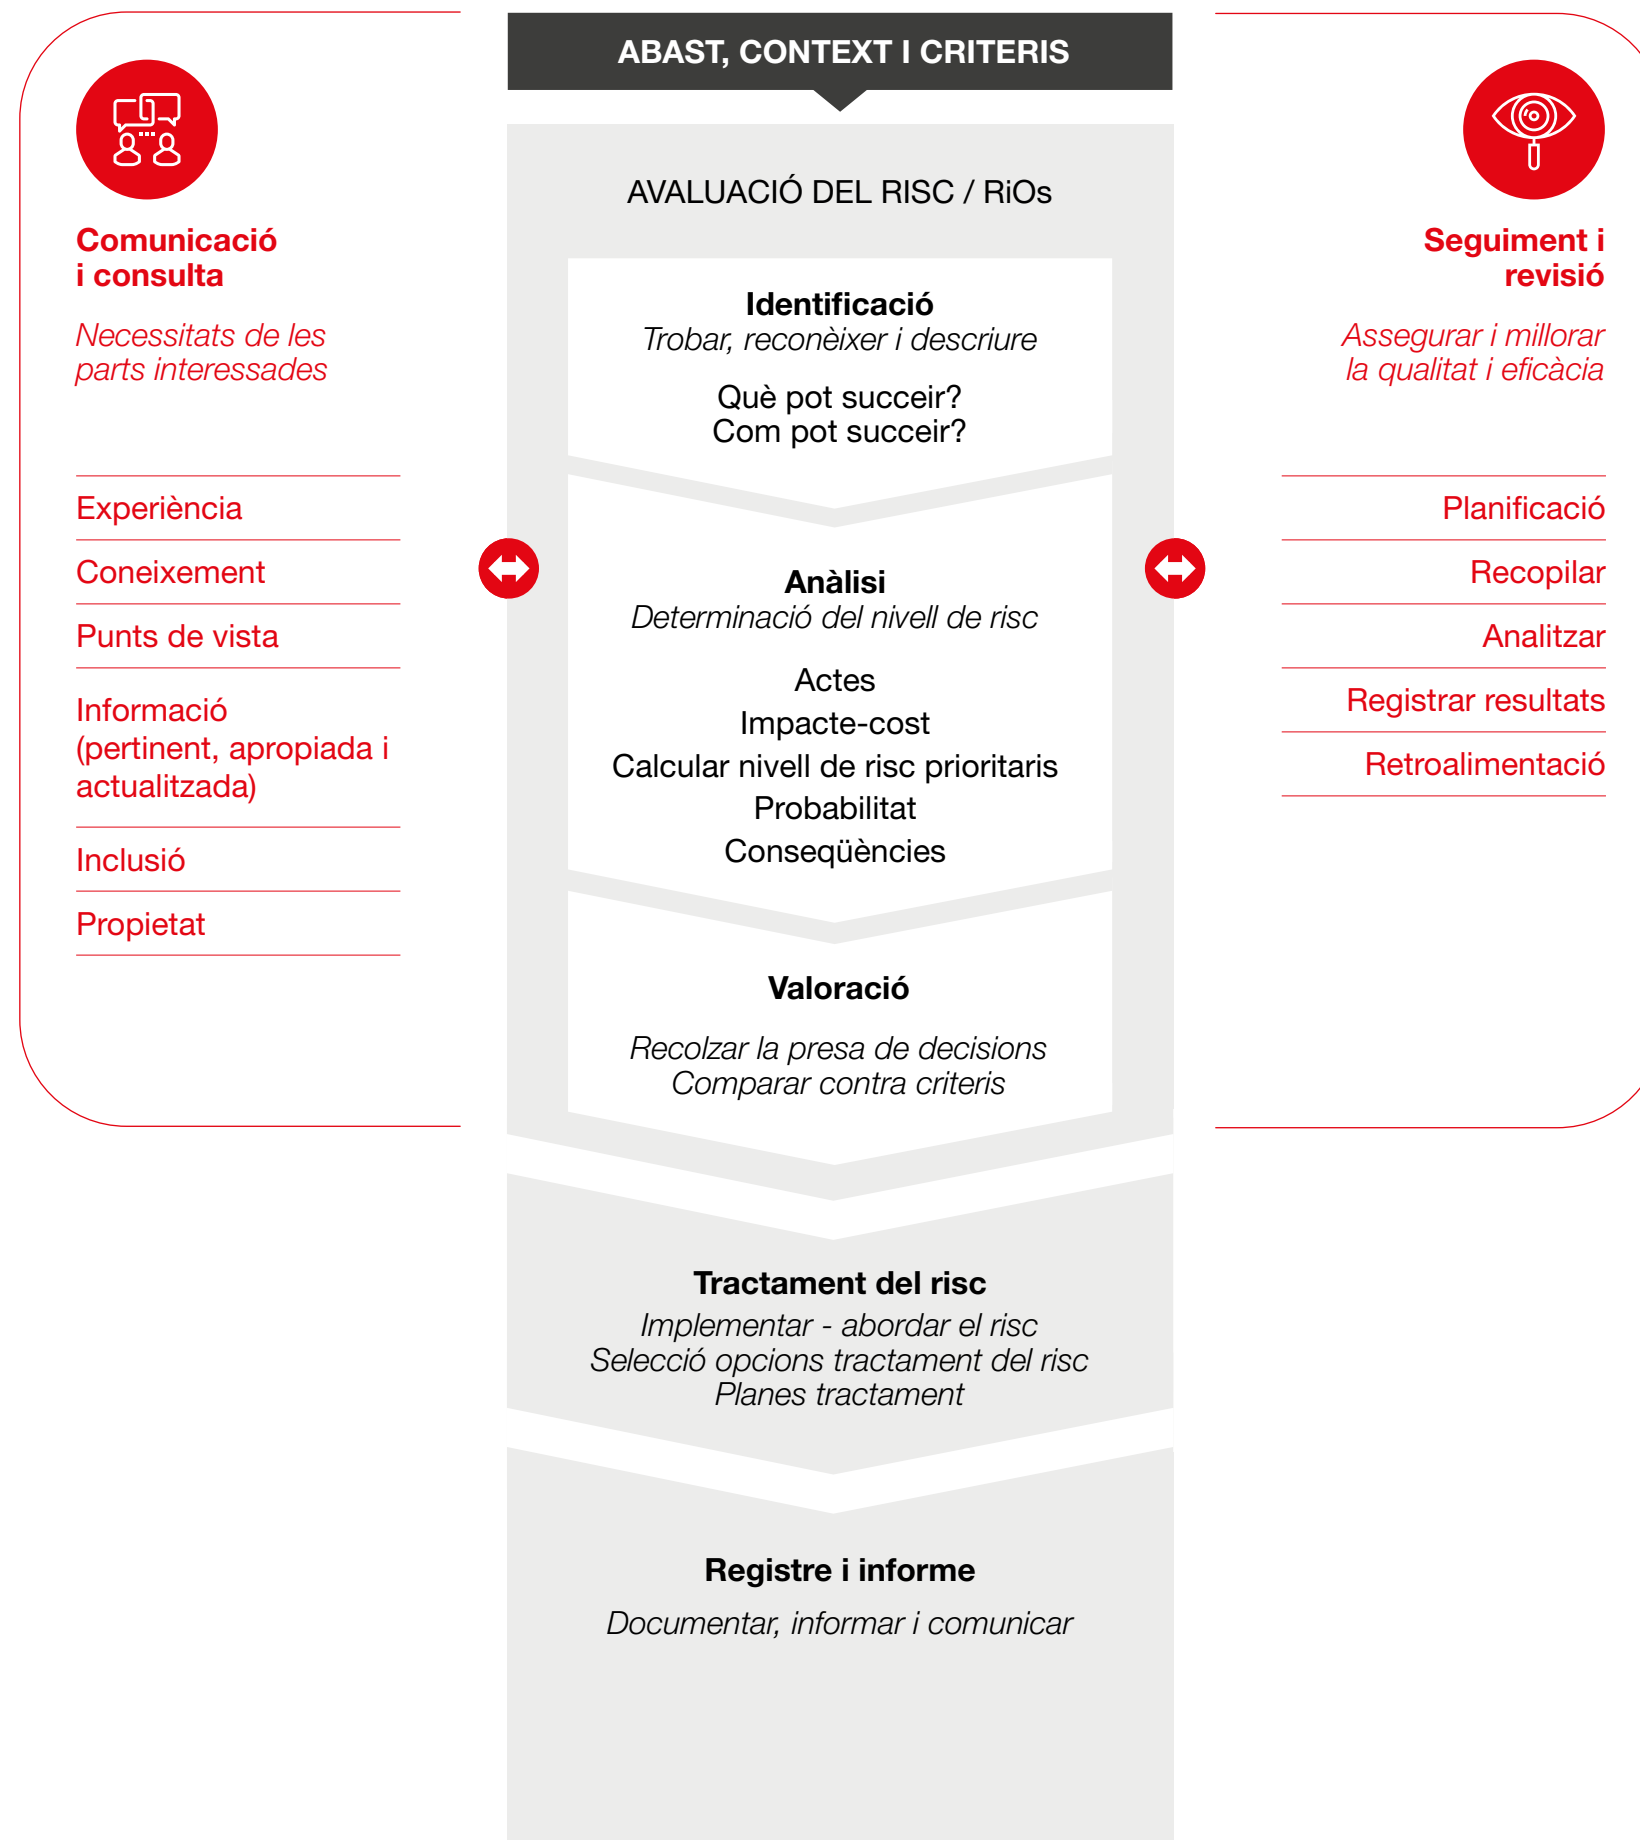 ABAST, CONTEXT I CRITERIS
Comunicació
i consulta
Necessitats de les
parts interessades
Experiència
Coneixement
Punts de vista
Informació
(pertinent, apropiada i
actualitzada)
Inclusió
Propietat
AVALUACIÓ DEL RISC / RiOs
Identificació
Trobar, reconèixer i descriure
Què pot succeir?
Com pot succeir?
Anàlisi
Determinació del nivell de risc
Actes
Impacte-cost
Calcular nivell de risc prioritaris
Probabilitat
Conseqüències
Valoració
Recolzar la presa de decisions
Comparar contra criteris
Tractament del risc
Implementar - abordar el risc
Selecció opcions tractament del risc
Planes tractament
Registre i informe
Documentar, informar i comunicar
Seguiment i
revisió
Assegurar i millorar
la qualitat i eficàcia
Planificació
Recopilar
Analitzar
Registrar resultats
Retroalimentació